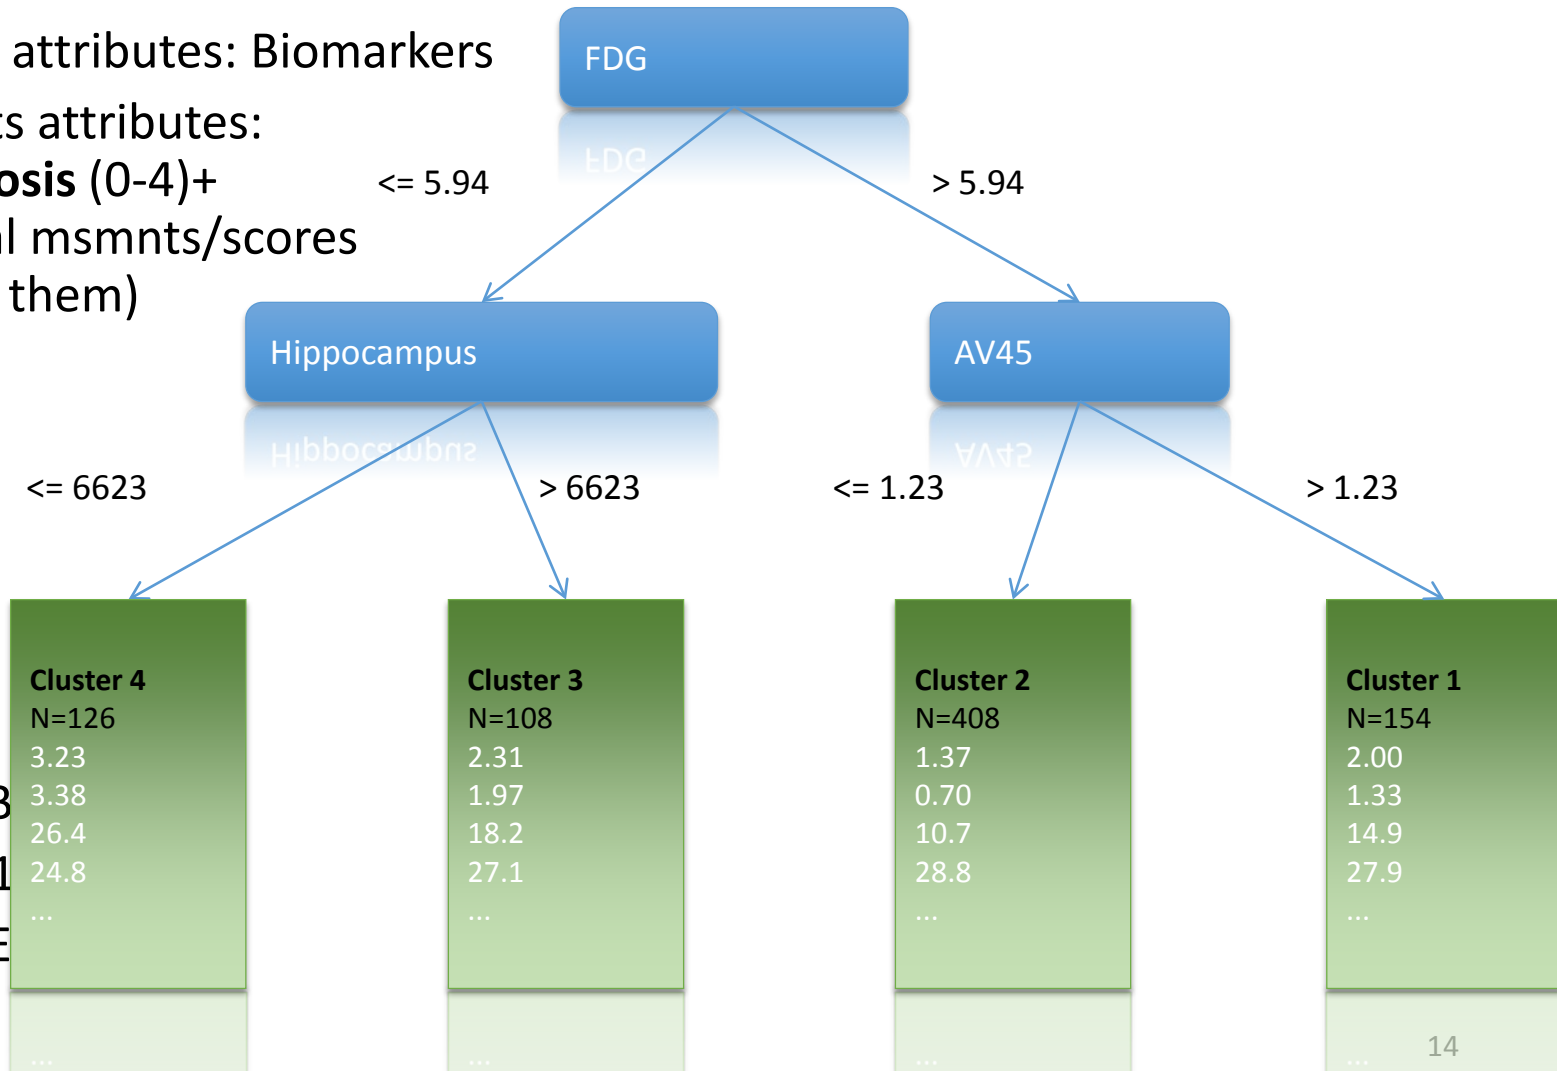 attributes: Biomarkers
ts attributes:
osis (0-4)+
al msmnts/scores
them)
FDG
<= 5.94
> 5.94
Hippocampus
AV45
<= 6623
> 6623
<= 1.23
> 1.23
Cluster 4
N=126
3.23
3.38
26.4
24.8
...
Cluster 3
N=108
2.31
1.97
18.2
27.1
...
Cluster 2
N=408
1.37
0.70
10.7
28.8
...
Cluster 1
N=154
2.00
1.33
14.9
27.9
...
14